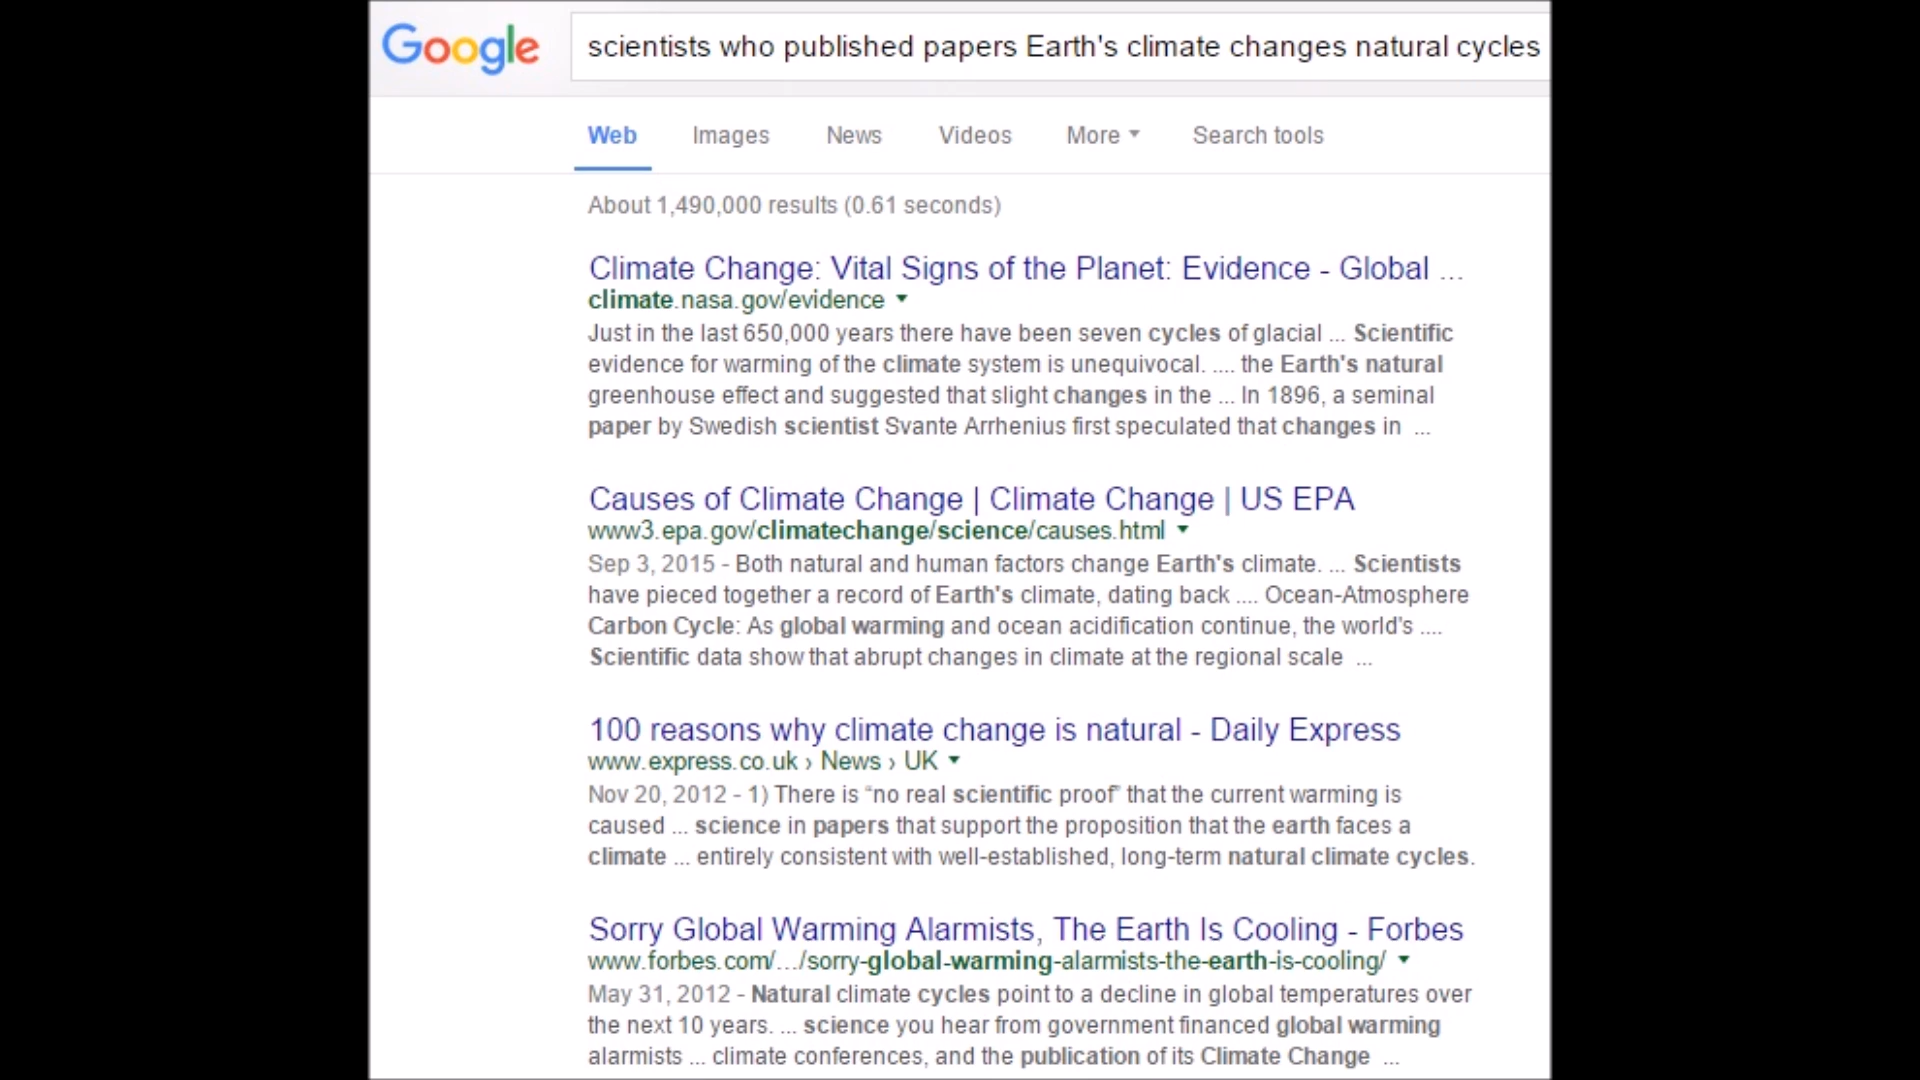 Google
scientists who published papers Earth's climate changes natural cycles
Web Images News Videos More Search tools
About 1,490,000 results (0.61 seconds)
Climate Change: Vital Signs of the Planet: Evidence - Global ...
climate.nasa.gov/evidence
Just in the last 650,000 years there have been seven cycles of glacial ... Scientific
evidence for warming of the climate system is unequivocal. .... the Earth's natural
greenhouse effect and suggested that slight changes in the ... In 1896, a seminal
paper by Swedish scientist Svante Arrhenius first speculated that changes in ...
Causes of Climate Change | Climate Change | US EPA
www3.epa.gov/climatechange/science/causes.html
Sep 3, 2015 - Both natural and human factors change Earth's climate. ... Scientists
have pieced together a record of Earth's climate, dating back .... Ocean-Atmosphere
Carbon Cycle: As global warming and ocean acidification continue, the world's ....
Scientific data show that abrupt changes in climate at the regional scale ...
100 reasons why climate change is natural - Daily Express
www.express.co.uk › News › UK
Nov 20, 2012 - 1) There is “no real scientific proof” that the current warming is
caused ... science in papers that support the proposition that the earth faces a
climate ... entirely consistent with well-established, long-term natural climate cycles.
Sorry Global Warming Alarmists, The Earth Is Cooling - Forbes
www.forbes.com/.../sorry-global-warming-alarmists-the-earth-is-cooling/
May 31, 2012 - Natural climate cycles point to a decline in global temperatures over
the next 10 years. ... science you hear from government financed global warming
alarmists ... climate conferences, and the publication of its Climate Change ...